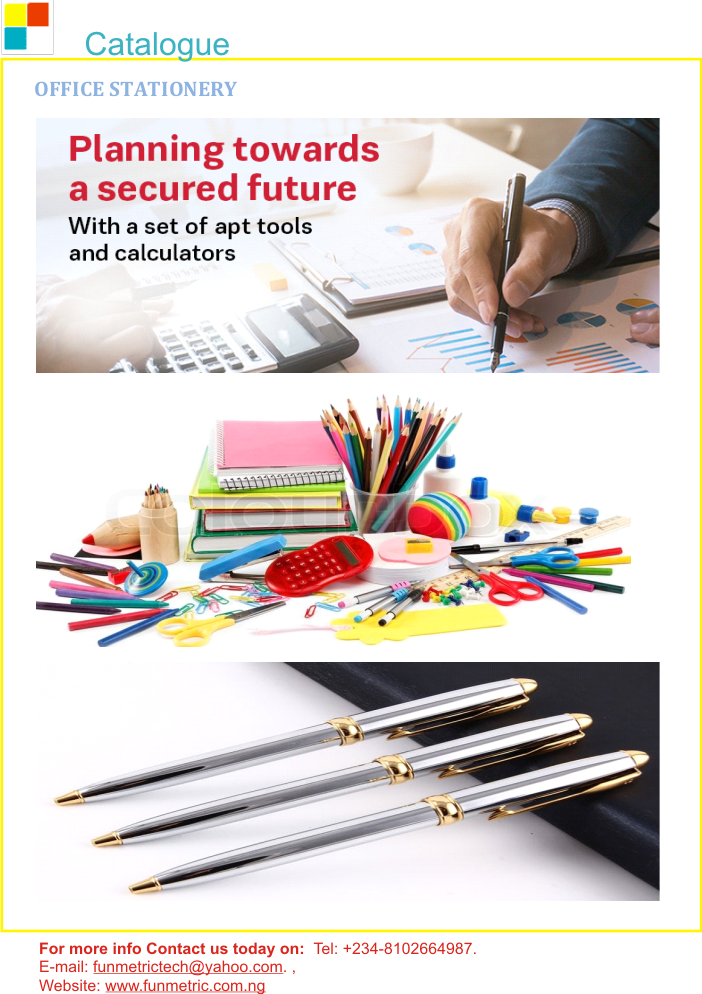 Catalogue
OFFICE STATIONERY
Planning towards
a secured future
With a set of apt tools
and calculators
For more info Contact us today on: Tel: +234-8102664987.
E-mail: funmetrictech@yahoo.com. ,
Website: www.funmetric.com.ng